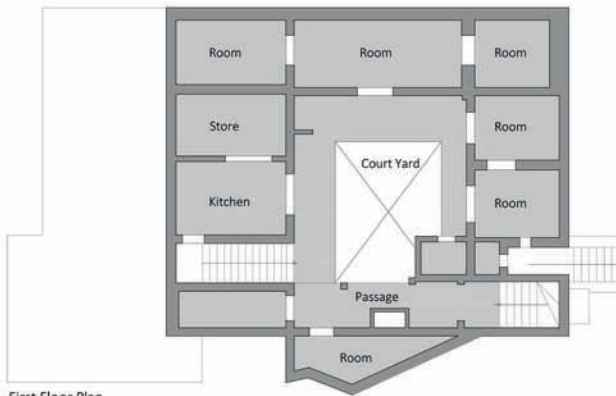 Room
Room
Room
Store
Room
Court Yard
Kitchen
Room
Passage
Room
First Floor Plan